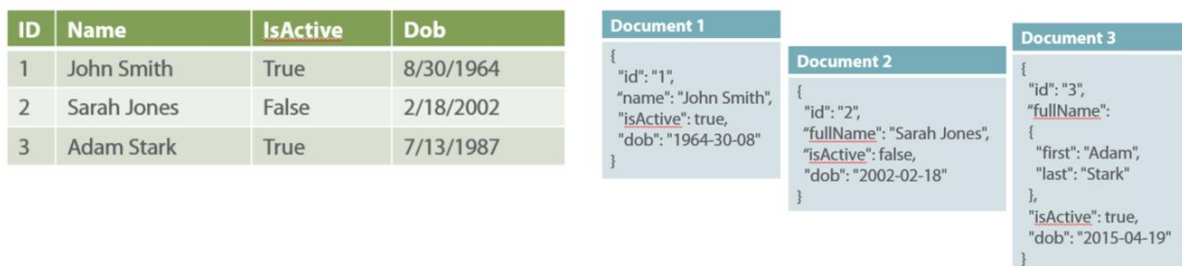 ID Name IsActive Dob
1 John Smith True 8/30/1964
2 Sarah Jones False 2/18/2002
3 Adam Stark True 7/13/1987
Document 1
{
"id": "1",
“name": "John Smith",
"isActive": true,
"dob": "1964-30-08"
}
Document 2
{
"id": "2",
“fullName": "Sarah Jones",
“isActive": false,
"dob": "2002-02-18"
}
Document 3
{
"id": "3",
“fullName":
{
"first": "Adam",
"last": "Stark"
},
"isActive": true,
"dob": "2015-04-19"
}